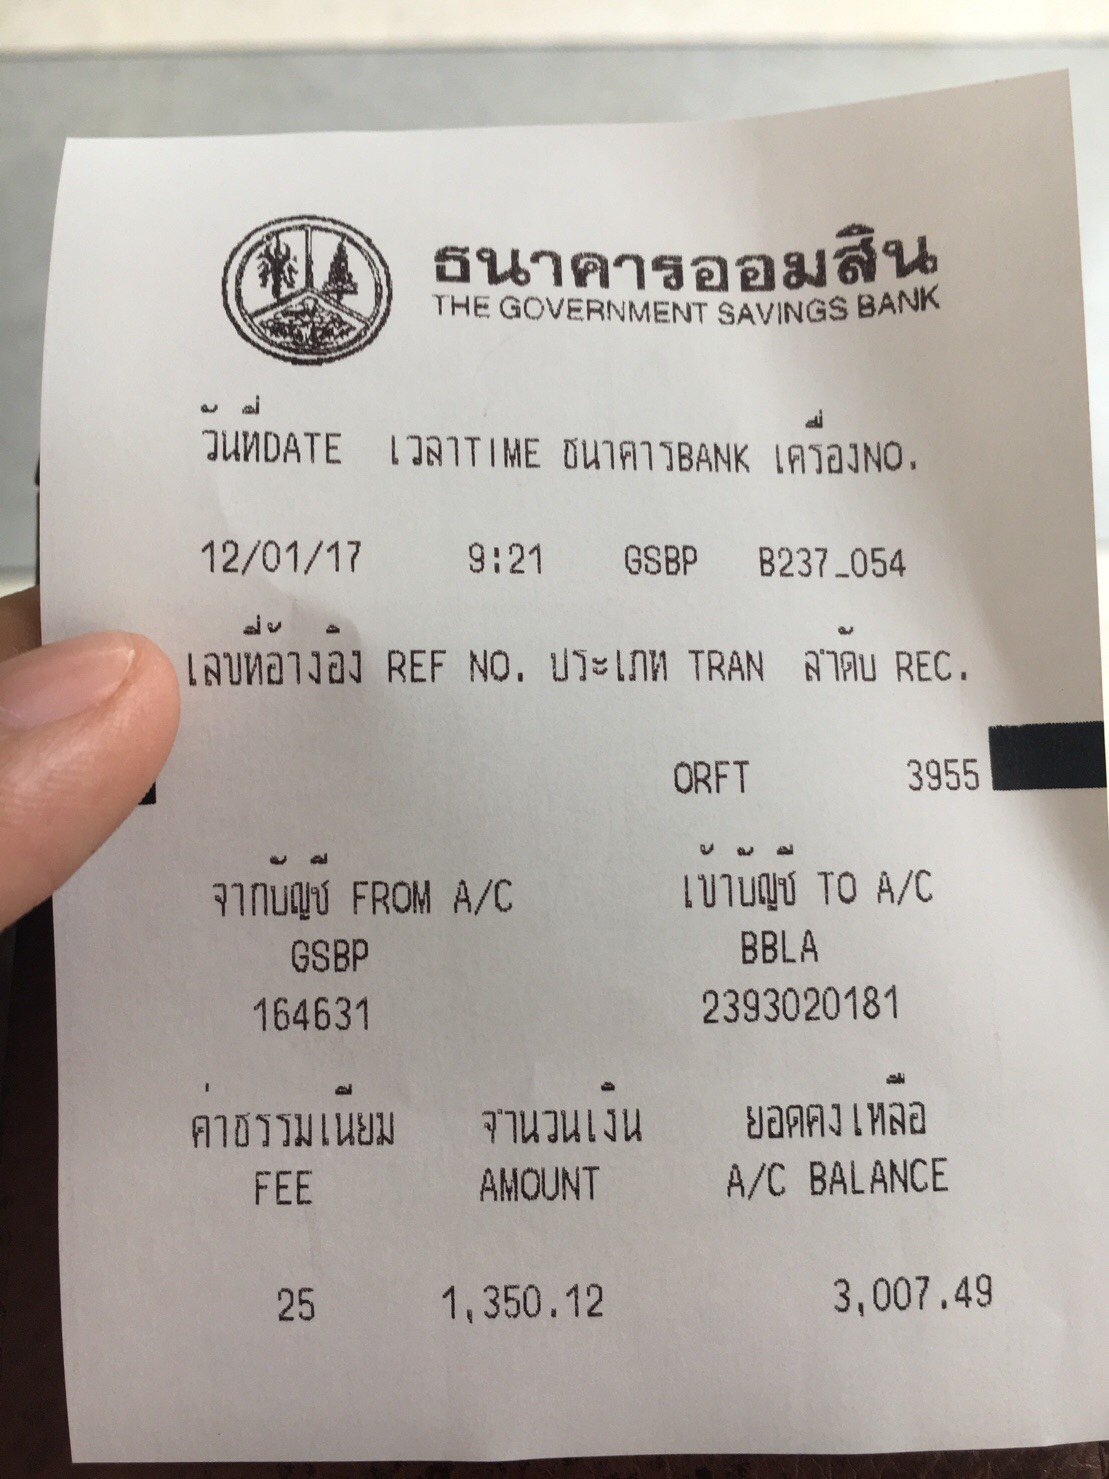 ธนาคารออมสิน
THE GOVERNMENT SAVINGS BANK
วันที่DATE เวลาTIME ธนาคารBANK เครื่องNO.
12/01/17 9:21 GSBP B237_054
เลขที่อ้างอิง REF NO. ประเภท TRAN ลำดับ REC.
ORFT 3955
จากบัญชี FROM A/C เข้าบัญชี TO A/C
GSBP BBLA
164631 2393020181
ค่าธรรมเนียม จำนวนเงิน ยอดคงเหลือ
FEE AMOUNT A/C BALANCE
25 1,350.12 3,007.49